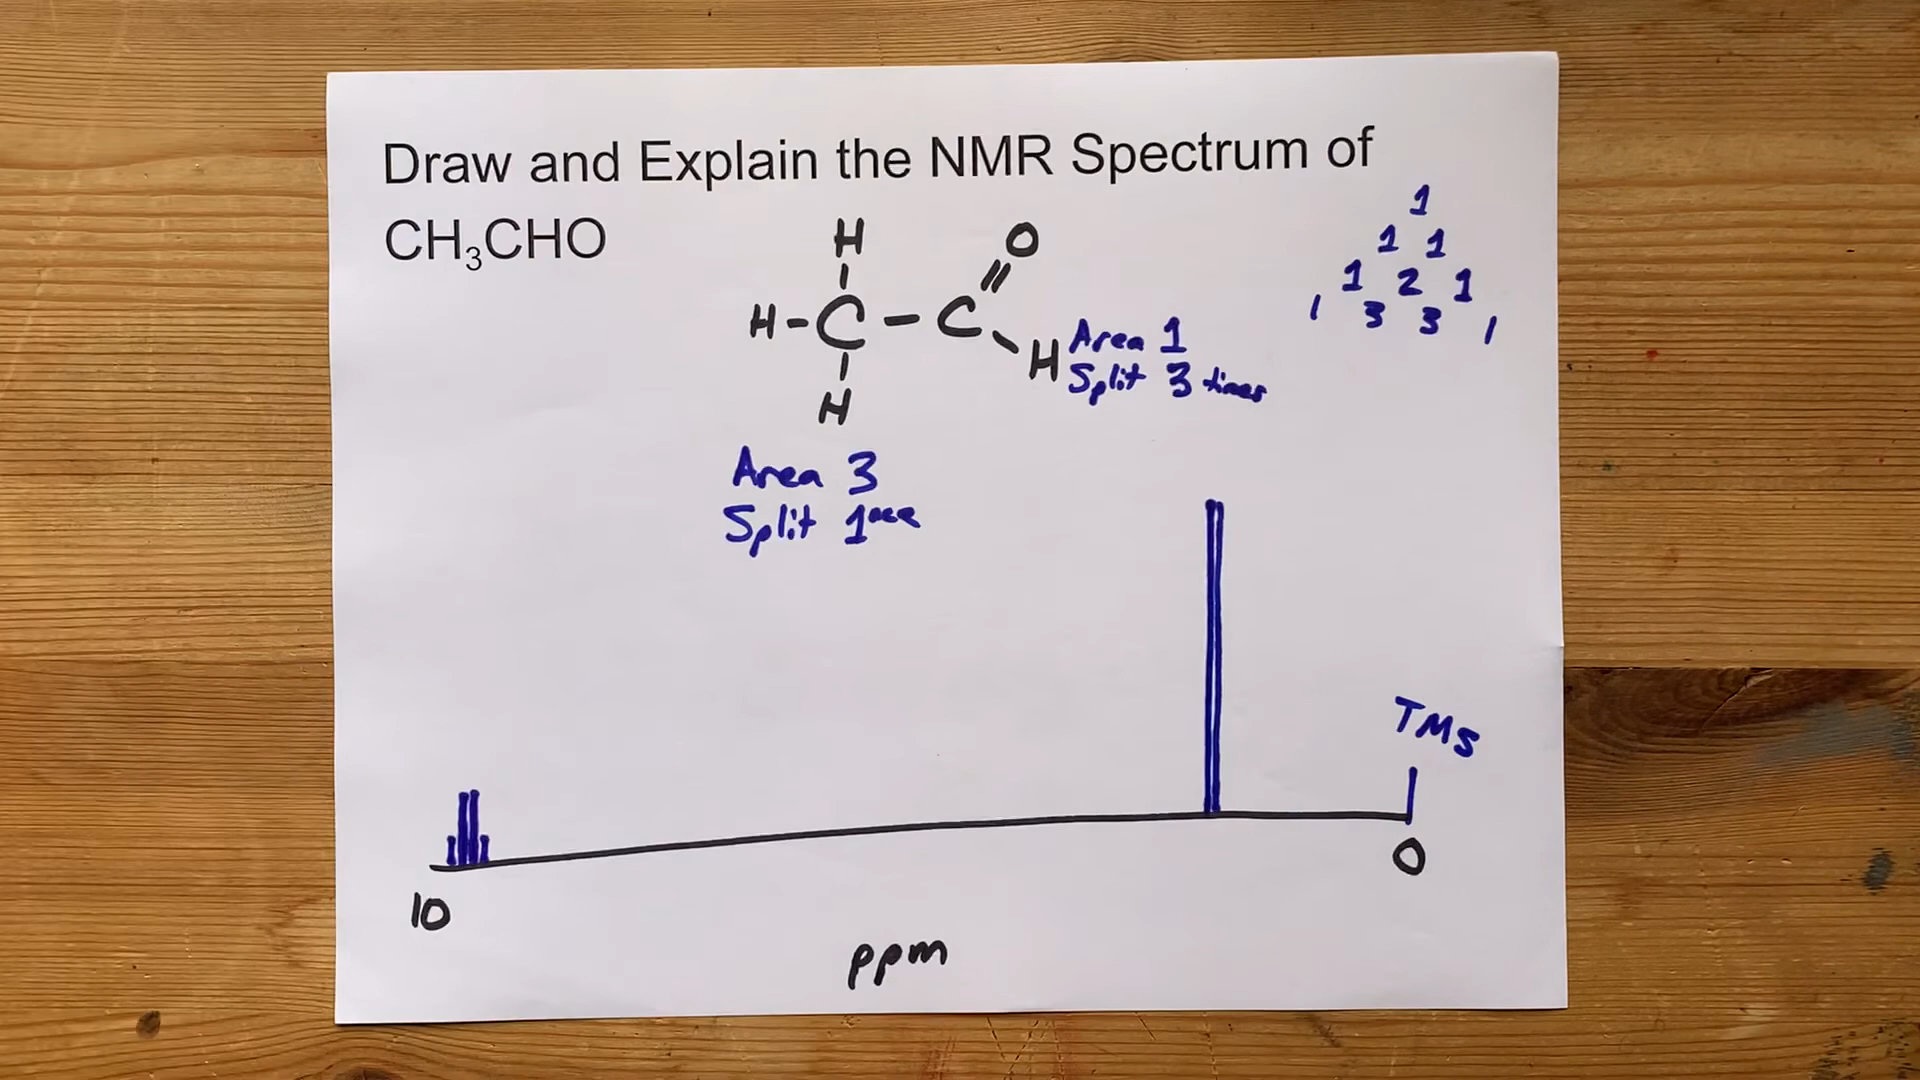 Draw and Explain the NMR Spectrum of
CH₃CHO
H
O
H-C-C
H
H
Area 1
Split 3 times
Area 3
Split 1nce
1
1 1
1 2 1
1 3 3 1
TMS
10
0
ppm